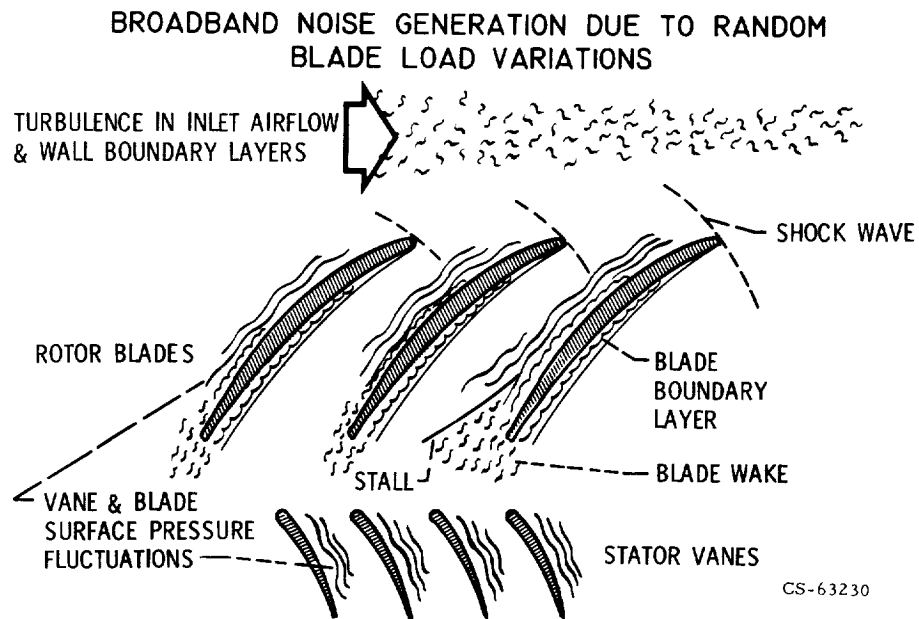 BROADBAND NOISE GENERATION DUE TO RANDOM
BLADE LOAD VARIATIONS
TURBULENCE IN INLET AIRFLOW
& WALL BOUNDARY LAYERS
SHOCK WAVE
ROTOR BLADES
BLADE
BOUNDARY
LAYER
STALL
BLADE WAKE
VANE & BLADE
SURFACE PRESSURE
FLUCTUATIONS
STATOR VANES
CS-63230